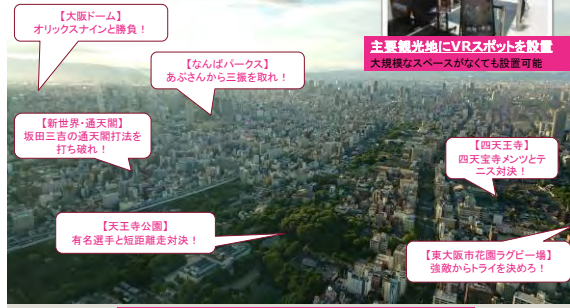 【大阪ドーム】
オリックスナインと勝負！
主要観光地にVRスポットを設置
大規模なスペースがなくても設置可能
【なんばパークス】
あぶさんから三振を取れ！
【新世界・通天閣】
坂田三吉の通天閣打法を
打ち破れ！
【四天王寺】
四天宝寺メンツとテ
ニス対決！
【天王寺公園】
有名選手と短距離走対決！
【東大阪市花園ラグビー場】
強敵からトライを決めろ！